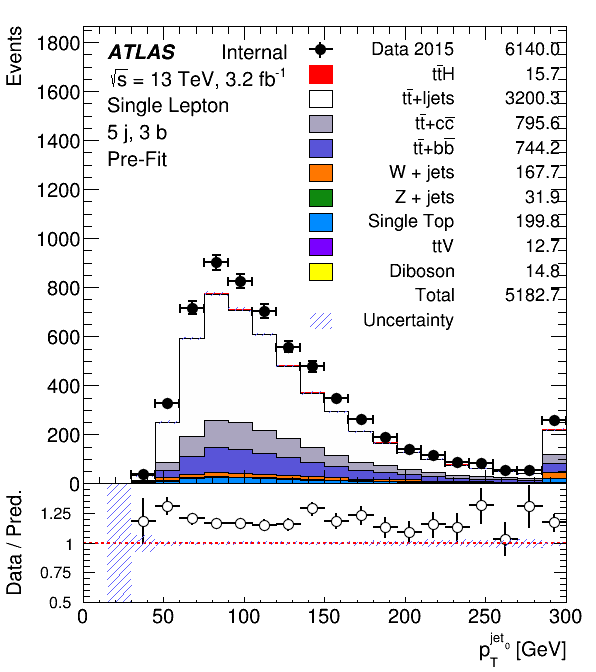 Events
1800
1600
1400
1200
1000
800
600
400
200
0
ATLAS Internal
√s = 13 TeV, 3.2 fb⁻¹
Single Lepton
5 j, 3 b
Pre-Fit
Data 2015 6140.0
tt̄H 15.7
tt̄+ljets 3200.3
tt̄+cc̄ 795.6
tt̄+bb̄ 744.2
W + jets 167.7
Z + jets 31.9
Single Top 199.8
ttV 12.7
Diboson 14.8
Total 5182.7
Uncertainty
Data / Pred.
1.25
1
0.75
0.5
0 50 100 150 200 250 300
p_T^{jet_0} [GeV]